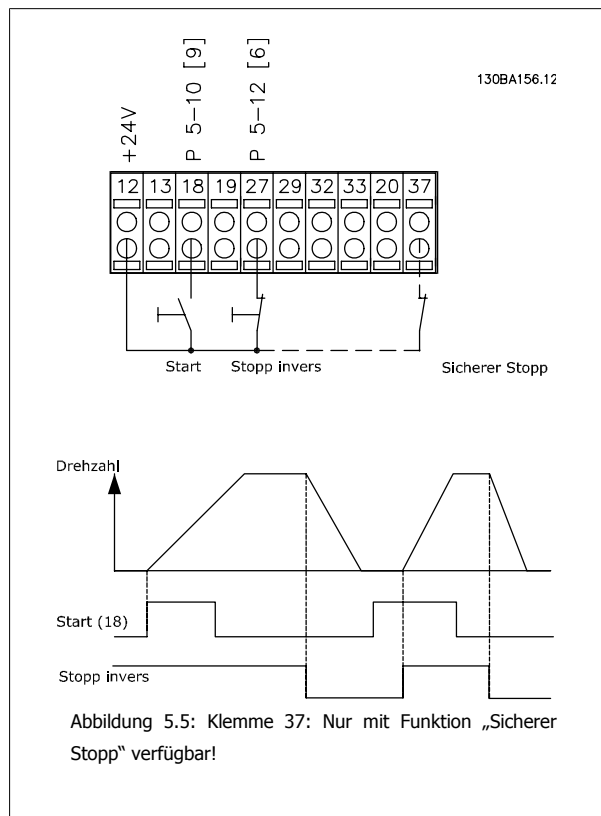 130BA156.12
+24V
P 5-10 [9]
P 5-12 [6]
12 13 18 19 27 29 32 33 20 37
Start Stopp invers Sicherer Stopp
Drehzahl
Start (18)
Stopp invers
Abbildung 5.5: Klemme 37: Nur mit Funktion „Sicherer
Stopp“ verfügbar!